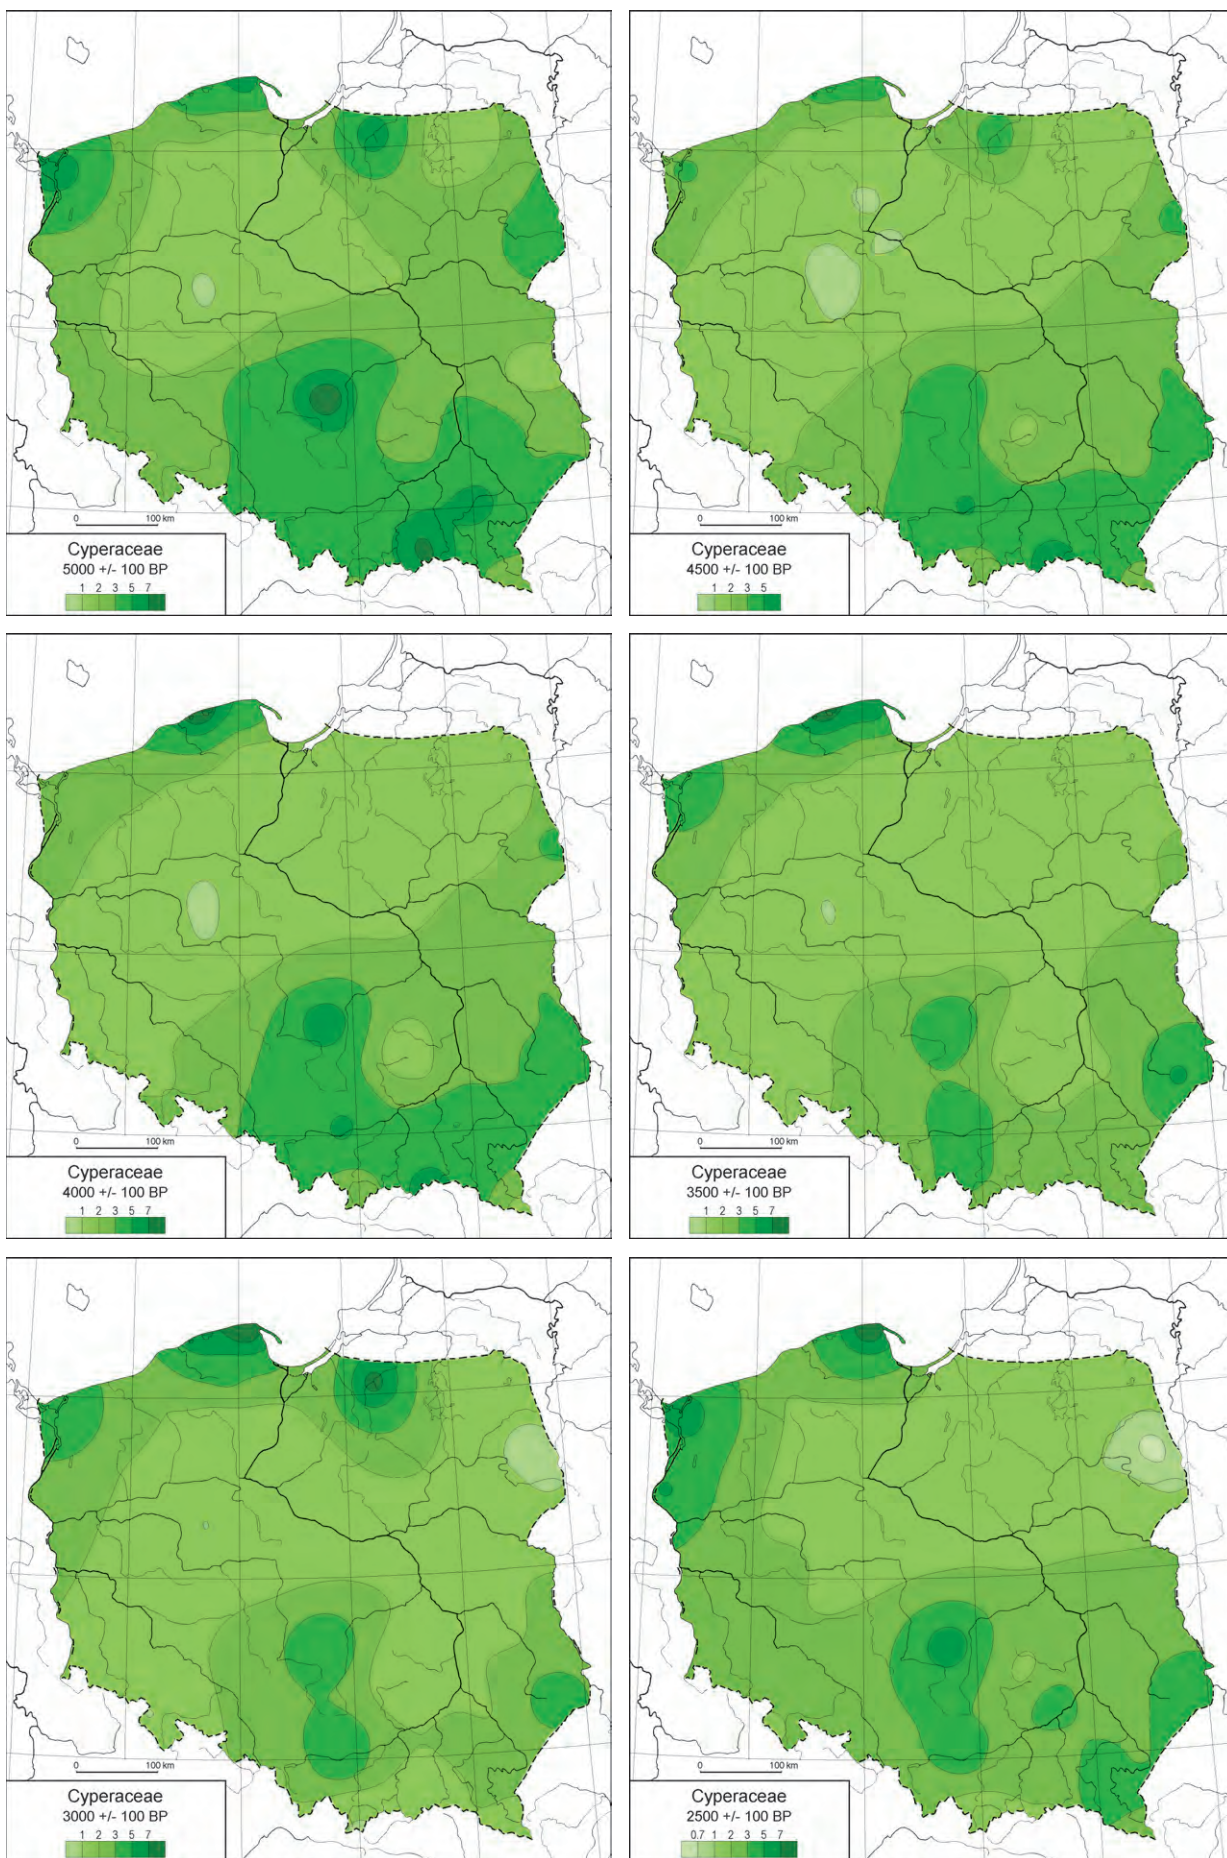 0 100 km
Cyperaceae
5000 +/- 100 BP
1 2 3 5 7
0 100 km
Cyperaceae
4500 +/- 100 BP
1 2 3 5
0 100 km
Cyperaceae
4000 +/- 100 BP
1 2 3 5 7
0 100 km
Cyperaceae
3500 +/- 100 BP
1 2 3 5 7
0 100 km
Cyperaceae
3000 +/- 100 BP
1 2 3 5 7
0 100 km
Cyperaceae
2500 +/- 100 BP
0.7 1 2 3 5 7